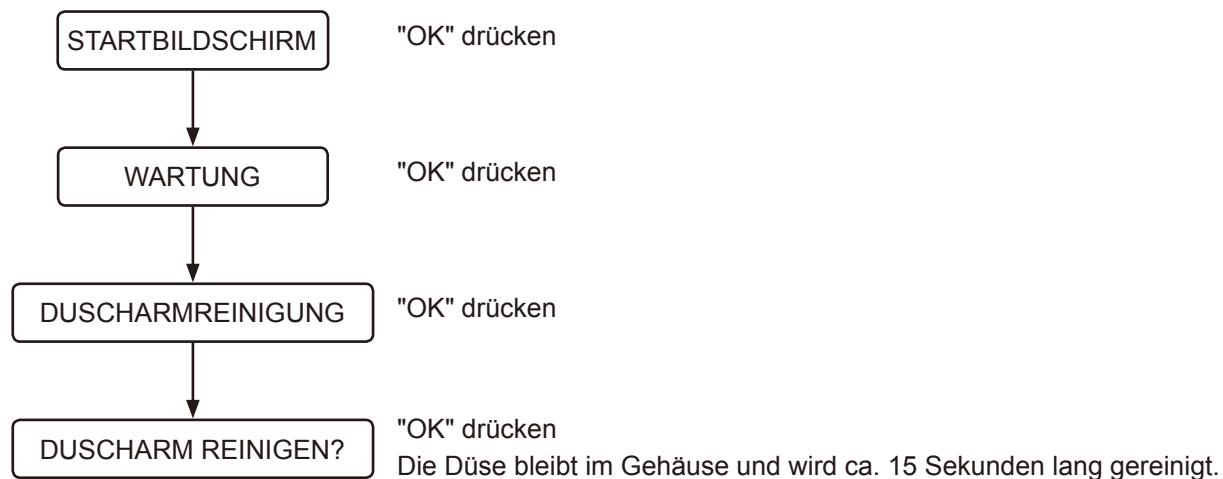 STARTBILDSCHIRM
"OK" drücken
WARTUNG
"OK" drücken
DUSCHARMREINIGUNG
"OK" drücken
DUSCHARM REINIGEN?
"OK" drücken
Die Düse bleibt im Gehäuse und wird ca. 15 Sekunden lang gereinigt.